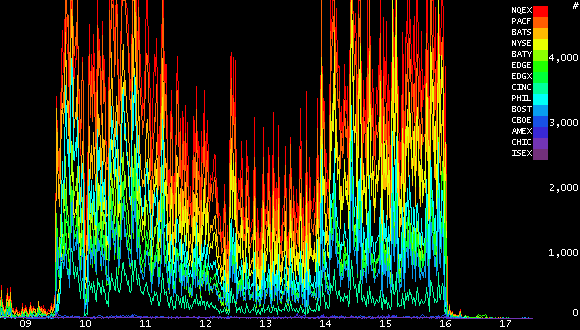 #
NQEX
PACF
BATS
NYSE
BATY
EDGE
EDGX
CINC
PHIL
BOST
CBOE
AMEX
CHIC
ISEX
4,000
3,000
2,000
1,000
0
09 10 11 12 13 14 15 16 17